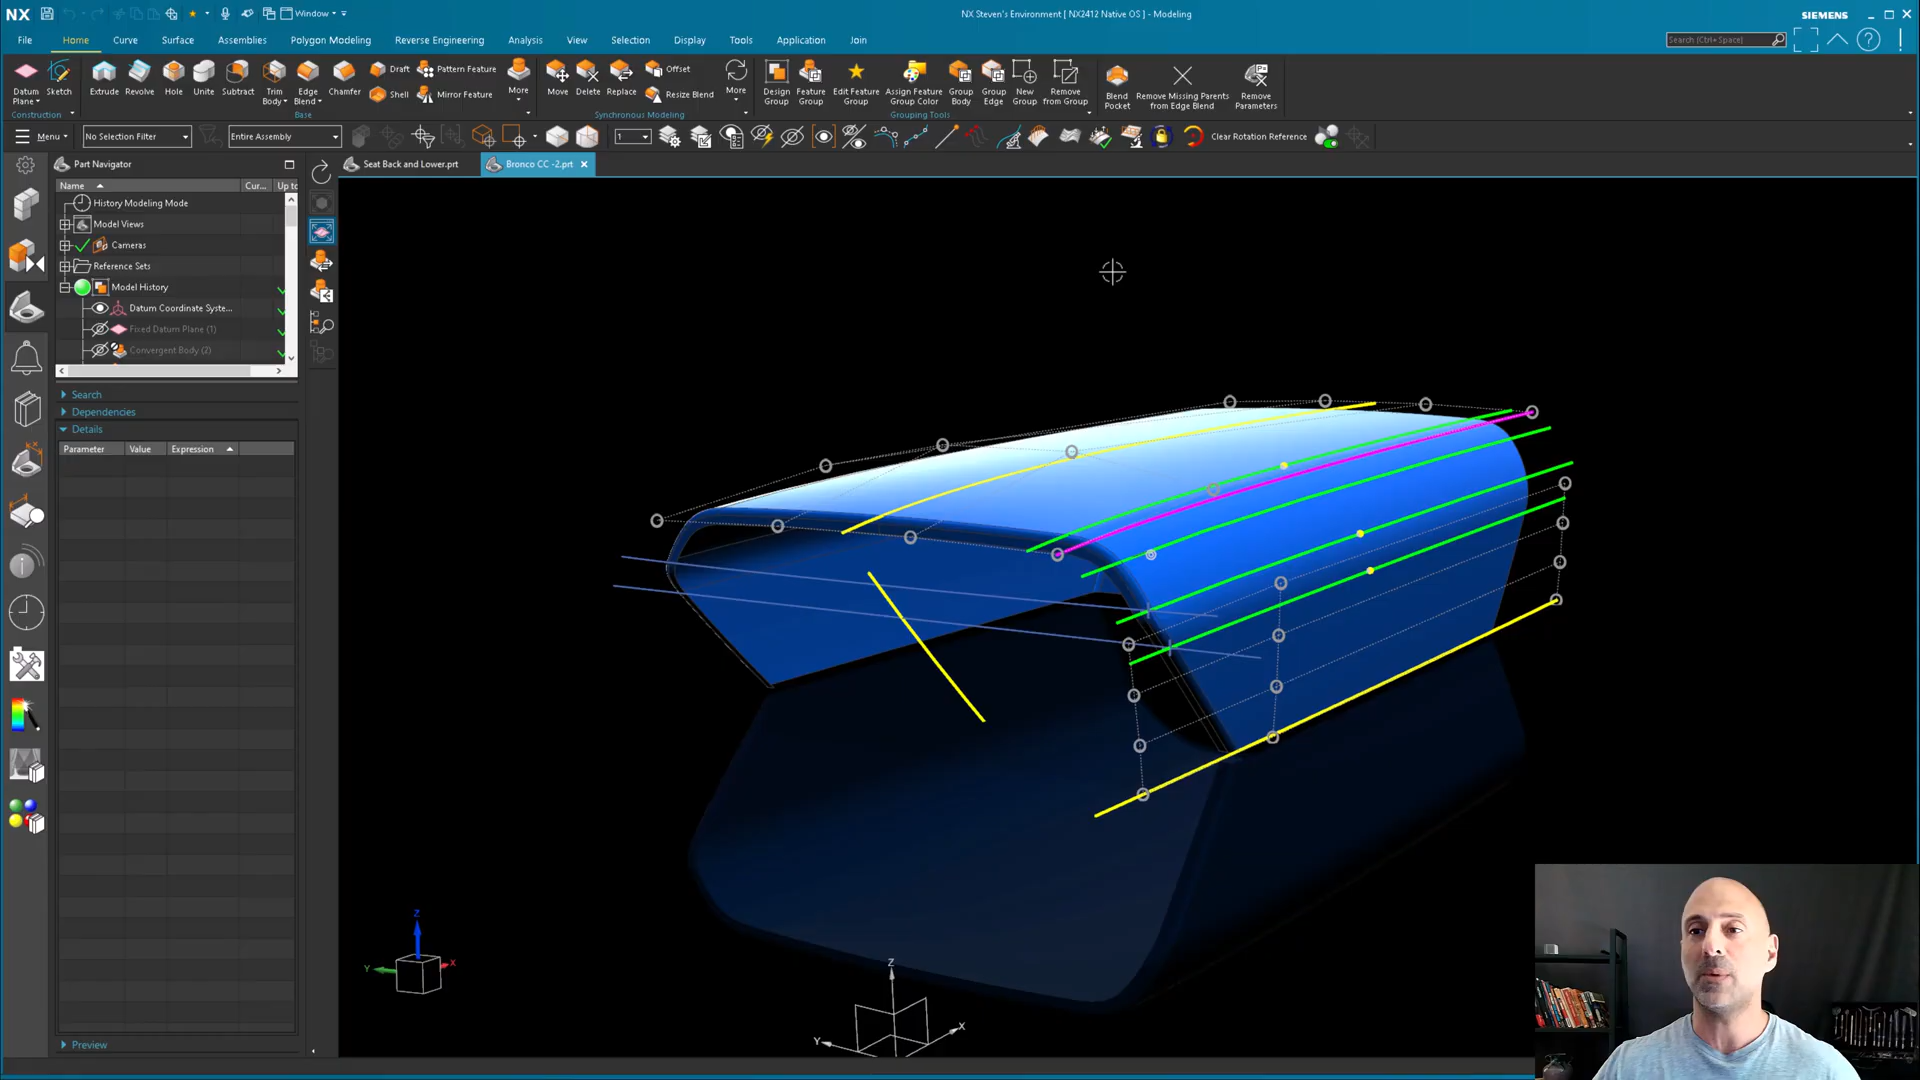 NX
Window
NX Steven's Environment [ NX2412 Native OS ] - Modeling
SIEMENS
File Home Curve Surface Assemblies Polygon Modeling Reverse Engineering Analysis View Selection Display Tools Application Join
Search (Ctrl+Space)
Datum Plane
Sketch
Construction
Extrude
Revolve
Hole
Unite
Subtract
Trim Body
Edge Blend
Chamfer
Draft
Shell
Pattern Feature
Mirror Feature
More
Base
Move
Delete
Replace
Offset
Resize Blend
More
Synchronous Modeling
Design Group
Feature Group
Edit Feature Group
Assign Feature Group Color
Group Body
Group Edge
New Group
Remove from Group
Grouping Tools
Blend Pocket
Remove Missing Parents from Edge Blend
Remove Parameters
Menu
No Selection Filter
Entire Assembly
1
Clear Rotation Reference
Part Navigator
Seat Back and Lower.prt
Bronco CC -2.prt
Name Cur... Up to
History Modeling Mode
Model Views
Cameras
Reference Sets
Model History
Datum Coordinate Syste...
Fixed Datum Plane (1)
Convergent Body (2)
Search
Dependencies
Details
Parameter Value Expression
Preview
Z
Y
X
Z
Y
X